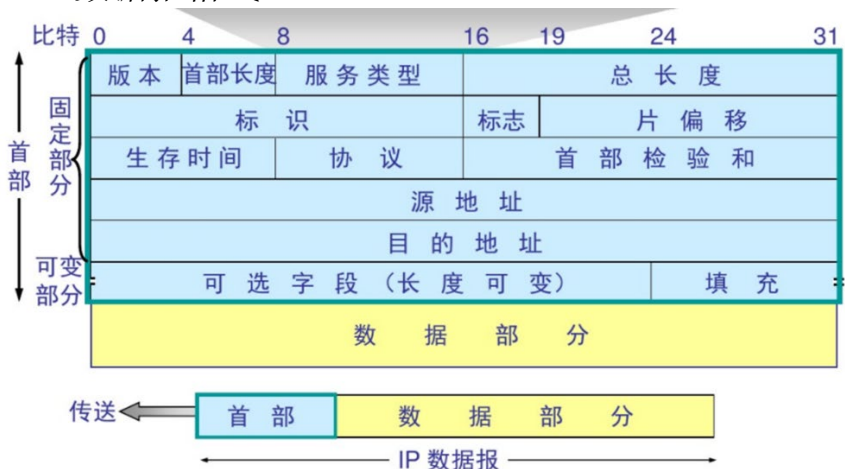 比特 0 4 8 16 19 24 31
版本 首部长度 服务类型 总长度
标识 标志 片偏移
生存时间 协议 首部检验和
源地址
目的地址
可选字段（长度可变） 填充
数据部分
首部
固定部分
可变部分
传送 首部 数据部分
IP 数据报